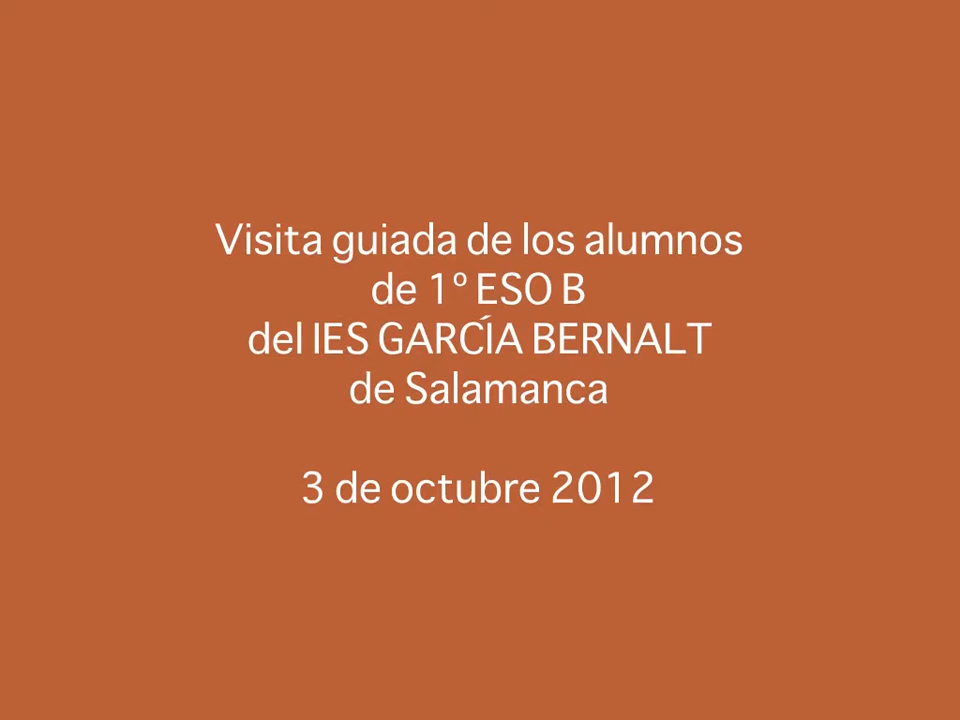 Visita guiada de los alumnos
de 1º ESO B
del IES GARCÍA BERNALT
de Salamanca
3 de octubre 2012